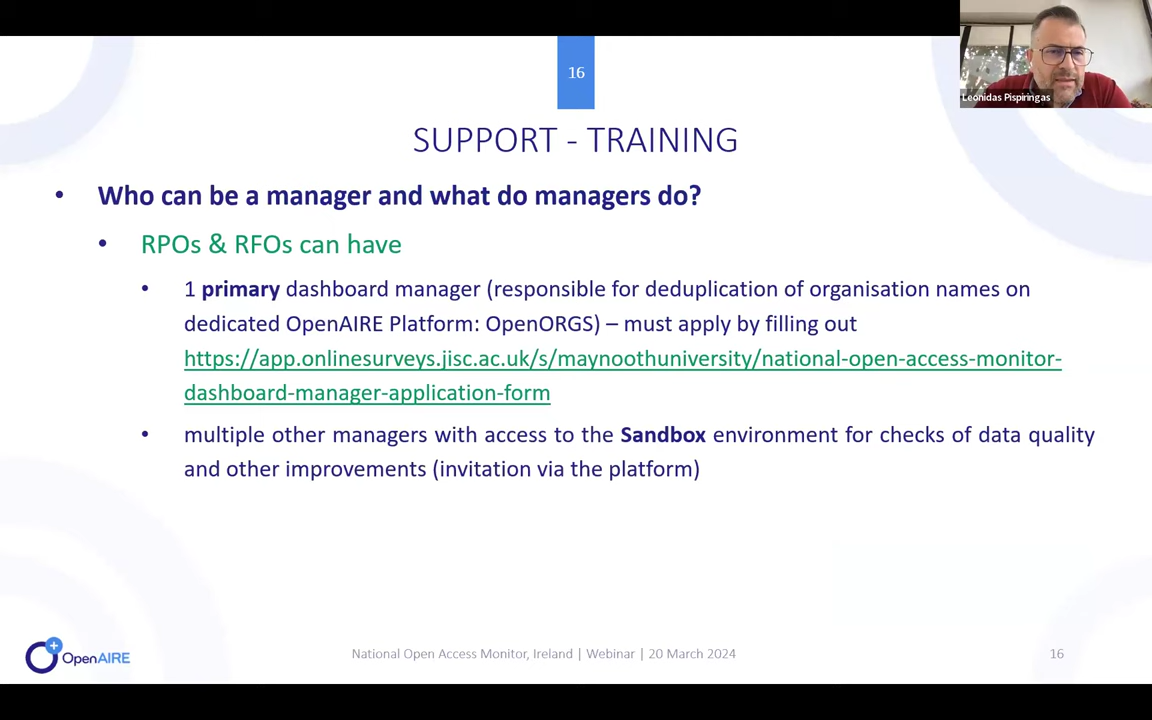 16
Leonidas Pispiringas
SUPPORT - TRAINING
• Who can be a manager and what do managers do?
• RPOs & RFOs can have
• 1 primary dashboard manager (responsible for deduplication of organisation names on
dedicated OpenAIRE Platform: OpenORGS) – must apply by filling out
https://app.onlinesurveys.jisc.ac.uk/s/maynoothuniversity/national-open-access-monitor-
dashboard-manager-application-form
• multiple other managers with access to the Sandbox environment for checks of data quality
and other improvements (invitation via the platform)
OpenAIRE
National Open Access Monitor, Ireland | Webinar | 20 March 2024
16